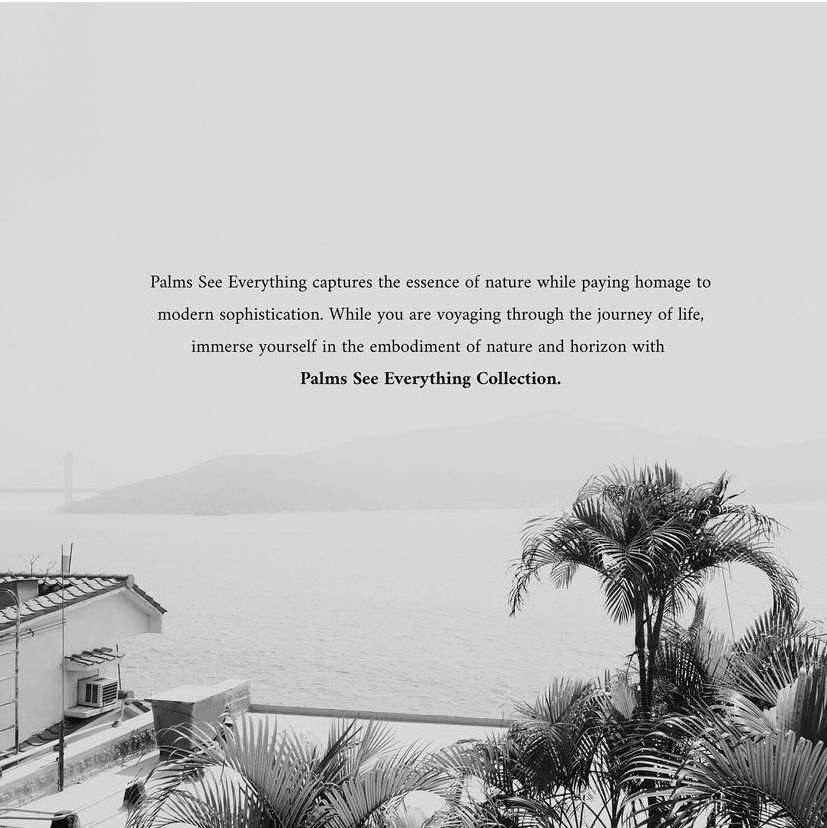 Palms See Everything captures the essence of nature while paying homage to
modern sophistication. While you are voyaging through the journey of life,
immerse yourself in the embodiment of nature and horizon with
Palms See Everything Collection.